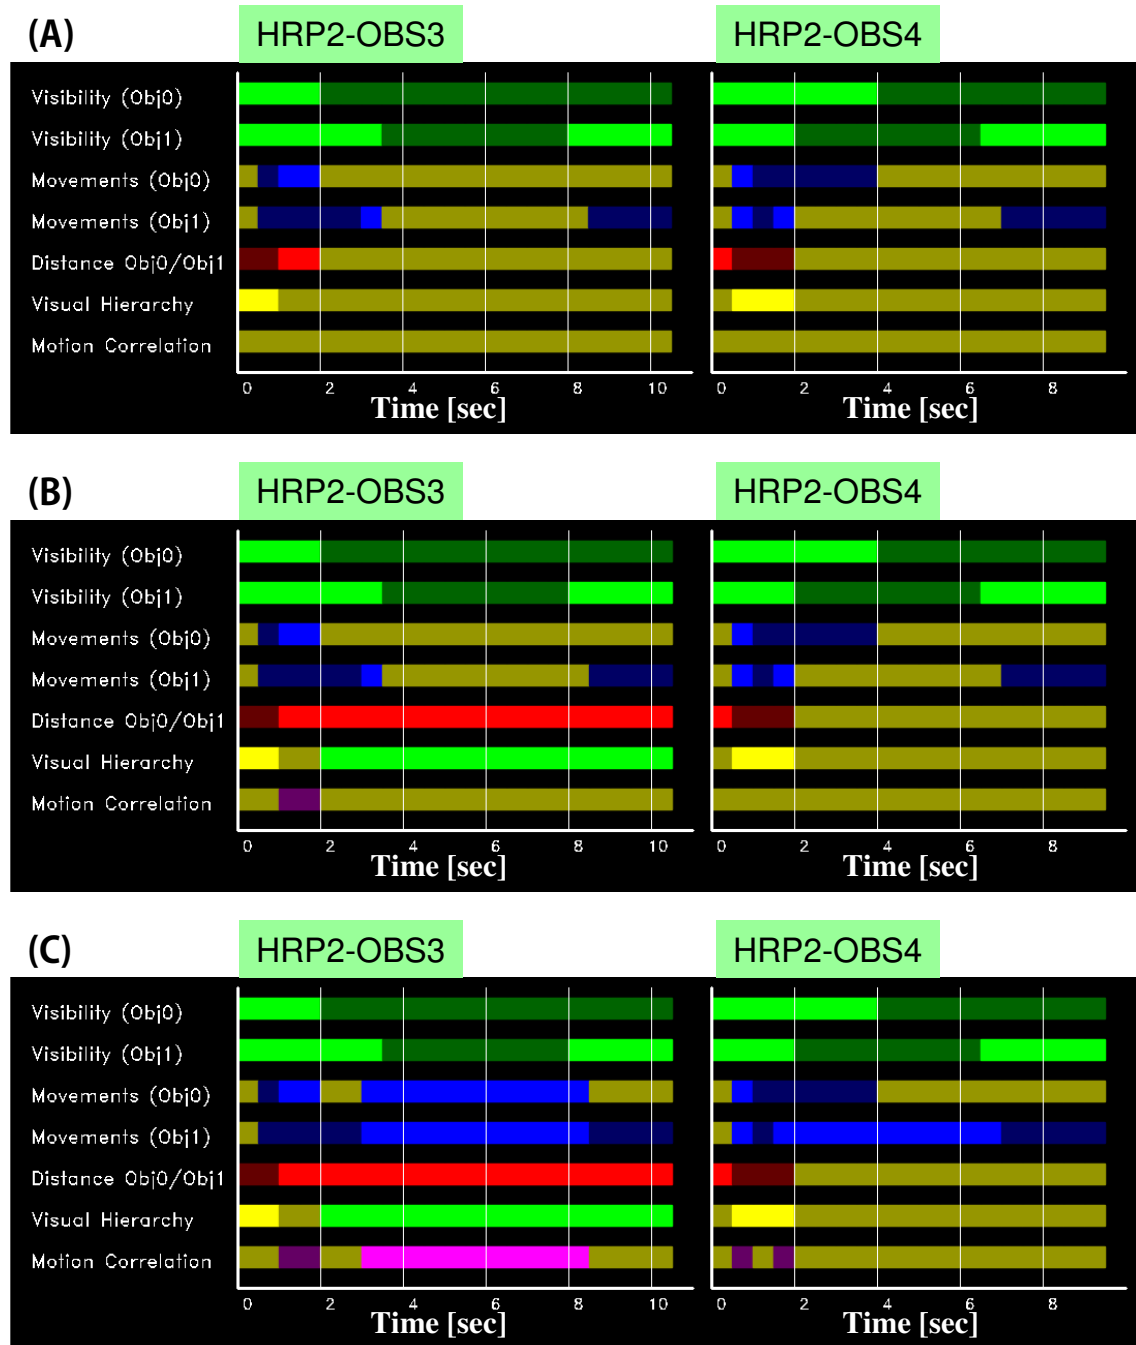 (A)
HRP2-OBS3 HRP2-OBS4
Visibility (Obj0)
Visibility (Obj1)
Movements (Obj0)
Movements (Obj1)
Distance Obj0/Obj1
Visual Hierarchy
Motion Correlation
0 2 4 6 8 10 0 2 4 6 8
Time [sec] Time [sec]
(B)
HRP2-OBS3 HRP2-OBS4
Visibility (Obj0)
Visibility (Obj1)
Movements (Obj0)
Movements (Obj1)
Distance Obj0/Obj1
Visual Hierarchy
Motion Correlation
0 2 4 6 8 10 0 2 4 6 8
Time [sec] Time [sec]
(C)
HRP2-OBS3 HRP2-OBS4
Visibility (Obj0)
Visibility (Obj1)
Movements (Obj0)
Movements (Obj1)
Distance Obj0/Obj1
Visual Hierarchy
Motion Correlation
0 2 4 6 8 10 0 2 4 6 8
Time [sec] Time [sec]